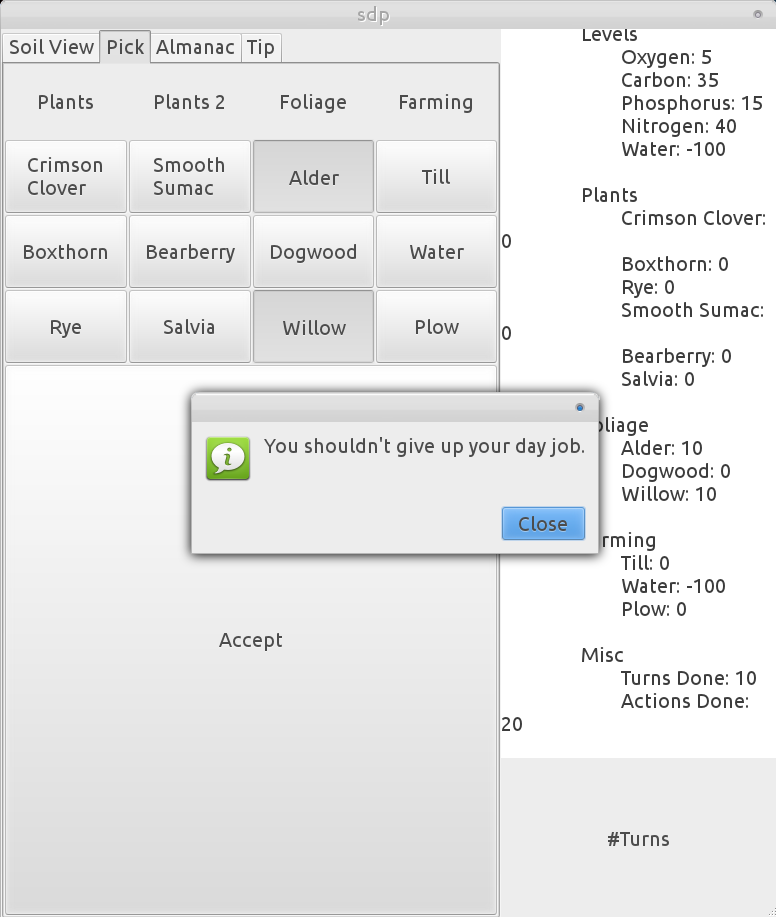 sdp
Soil View Pick Almanac Tip
Plants Plants 2 Foliage Farming
Crimson
Clover
Smooth
Sumac
Alder
Till
Boxthorn
Bearberry
Dogwood
Water
Rye
Salvia
Willow
Plow
Accept
You shouldn't give up your day job.
Close
Levels
Oxygen: 5
Carbon: 35
Phosphorus: 15
Nitrogen: 40
Water: -100
Plants
Crimson Clover:
0
Boxthorn: 0
Rye: 0
Smooth Sumac:
0
Bearberry: 0
Salvia: 0
oliage
Alder: 10
Dogwood: 0
Willow: 10
rming
Till: 0
Water: -100
Plow: 0
Misc
Turns Done: 10
Actions Done:
20
#Turns